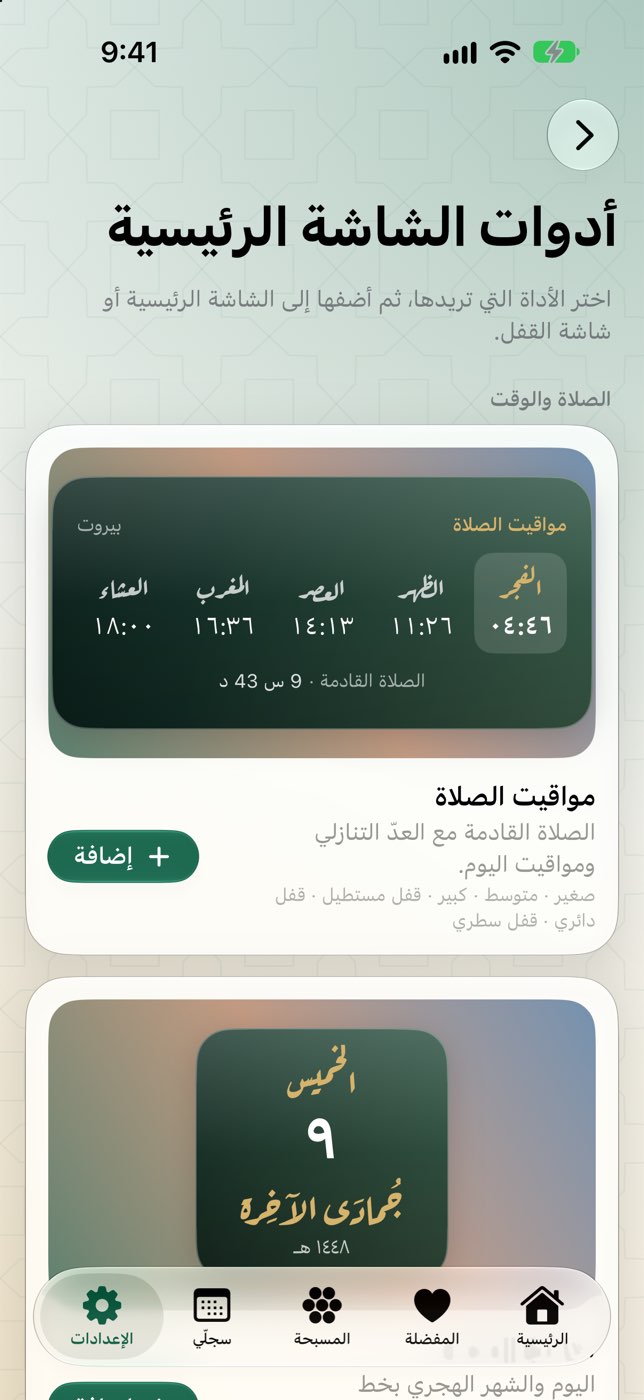 9:41
أدوات الشاشة الرئيسية
اختر الأداة التي تريدها، ثم أضفها إلى الشاشة الرئيسية أو
شاشة القفل.
الصلاة والوقت
مواقيت الصلاة بيروت
الفجر الظهر العصر المغرب العشاء
٠٤:٤٦ ١١:٢٦ ١٤:١٣ ١٦:٣٦ ١٨:٠٠
الصلاة القادمة · 9 س 43 د
مواقيت الصلاة
الصلاة القادمة مع العدّ التنازلي
ومواقيت اليوم.
صغير · متوسط · كبير · قفل مستطيل · قفل
دائري · قفل سطري
+ إضافة
الخميس
٩
جُمادَى الآخِرة
١٤٤٨ هـ
الرئيسية المفضلة المسبحة سجلّي الإعدادات
اليوم والشهر الهجري بخط